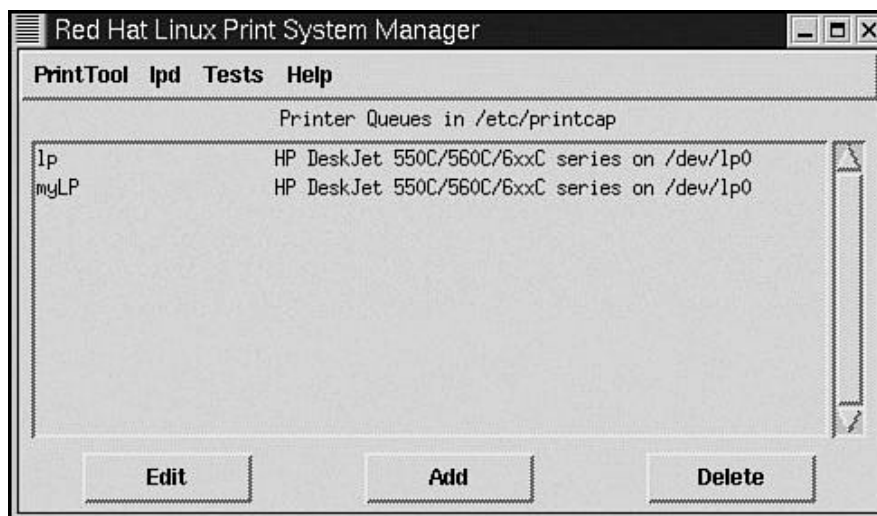 Red Hat Linux Print System Manager
PrintTool lpd Tests Help
Printer Queues in /etc/printcap
lp HP DeskJet 550C/560C/6xxC series on /dev/lp0
myLP HP DeskJet 550C/560C/6xxC series on /dev/lp0
Edit Add Delete